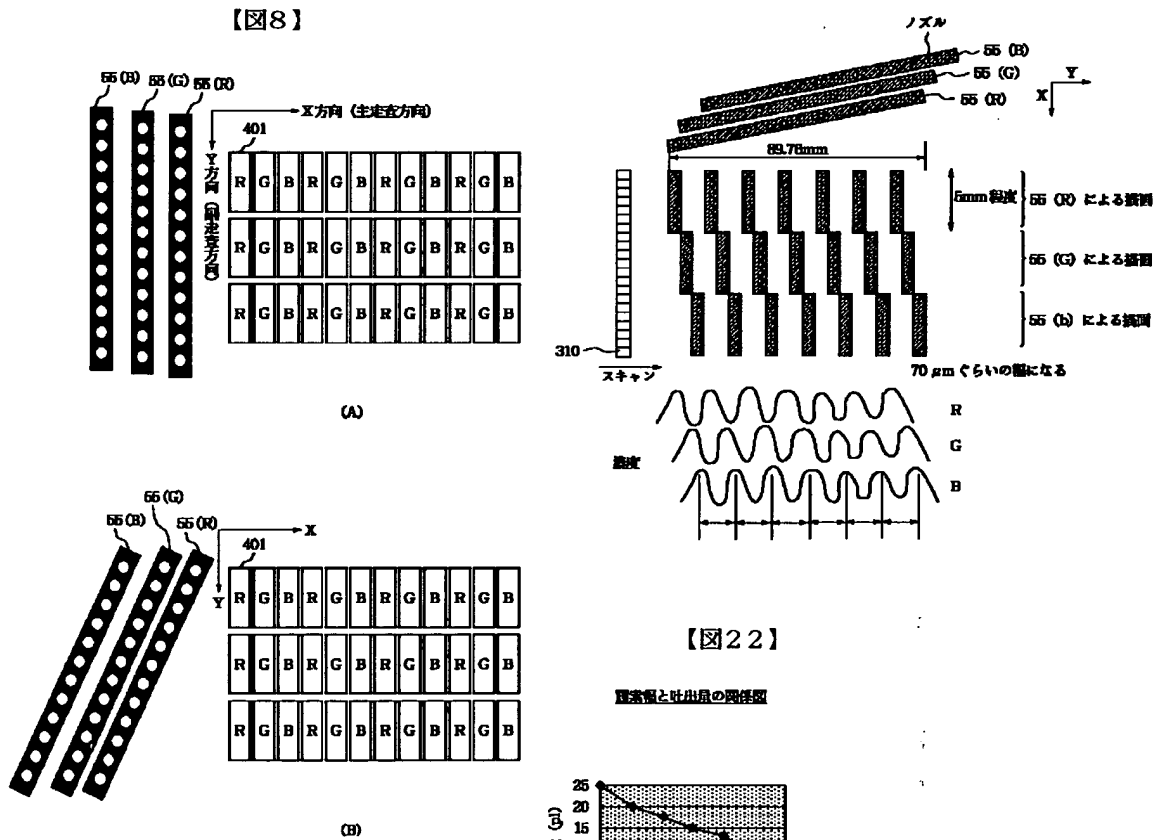 【図8】
55(B)
55(G)
55(R)
X方向(主走査方向)
Y方向(副走査方向)
401
R G B R G B R G B R G B
R G B R G B R G B R G B
R G B R G B R G B R G B
(A)
55(B)
55(G)
55(R)
X
Y
401
R G B R G B R G B R G B
R G B R G B R G B R G B
R G B R G B R G B R G B
(B)
ノズル
55(B)
55(G)
55(R)
Y
X
89.76mm
5mm程度
55(R)による描画
55(G)による描画
55(b)による描画
310
スキャン
70μmぐらいの幅になる
濃度
R
G
B
【図22】
画素幅と吐出量の関係図
25
20
15
(pl)